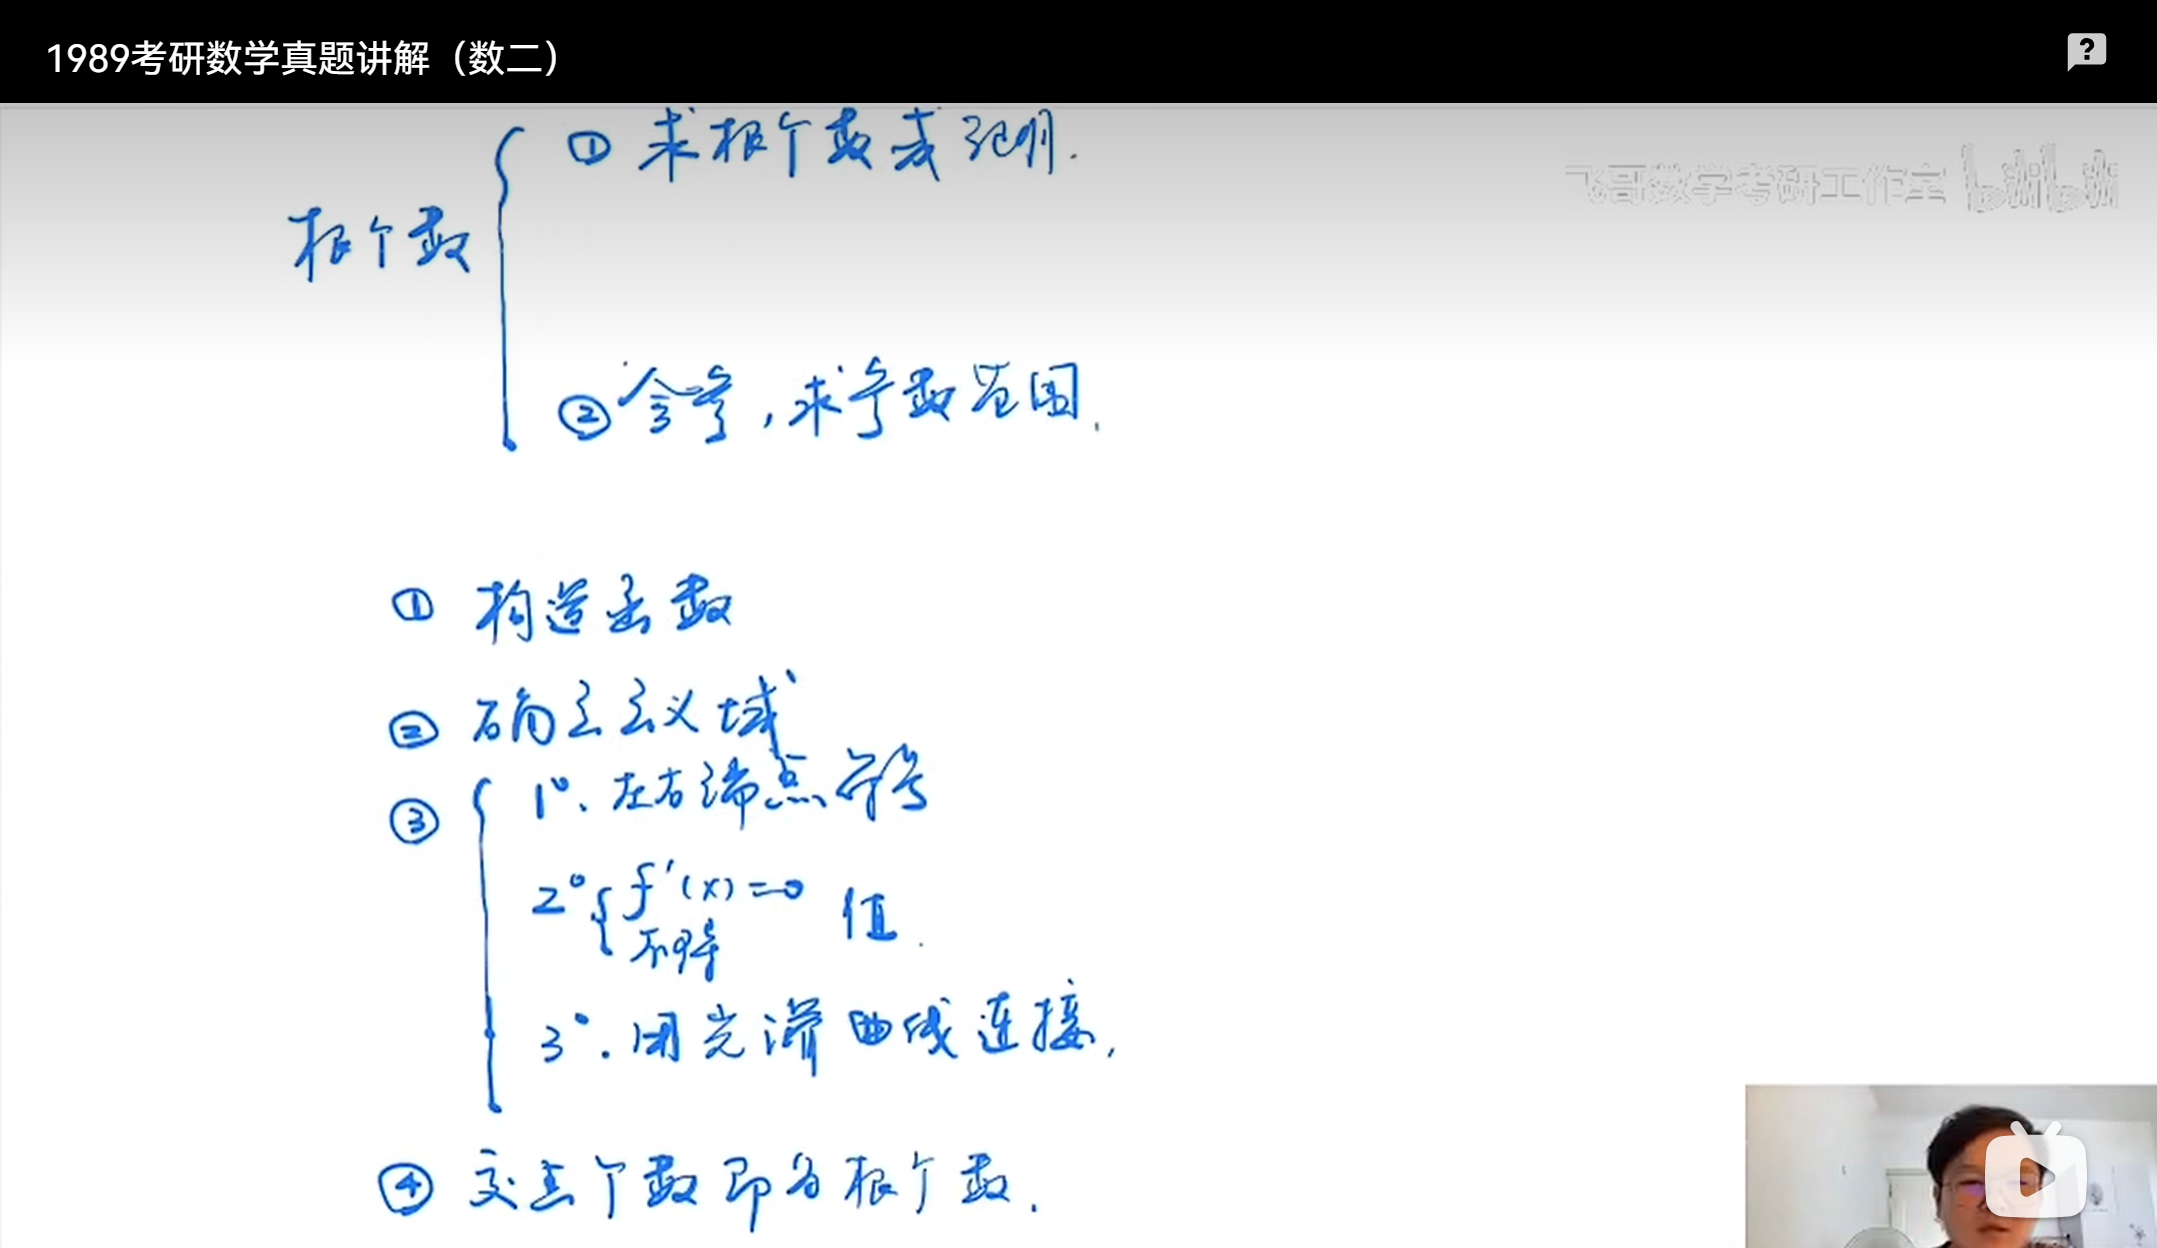 1989考研数学真题讲解（数二）
飞哥数学考研工作室 bilibili
根个数
① 求根个数或证明.
② 含参，求参数范围.
① 构造函数
② 确定定义域
③
1°. 左右端点符号
2° { f'(x)=0
不可导
值.
3°. 用光滑曲线连接.
④ 交点个数即为根个数.